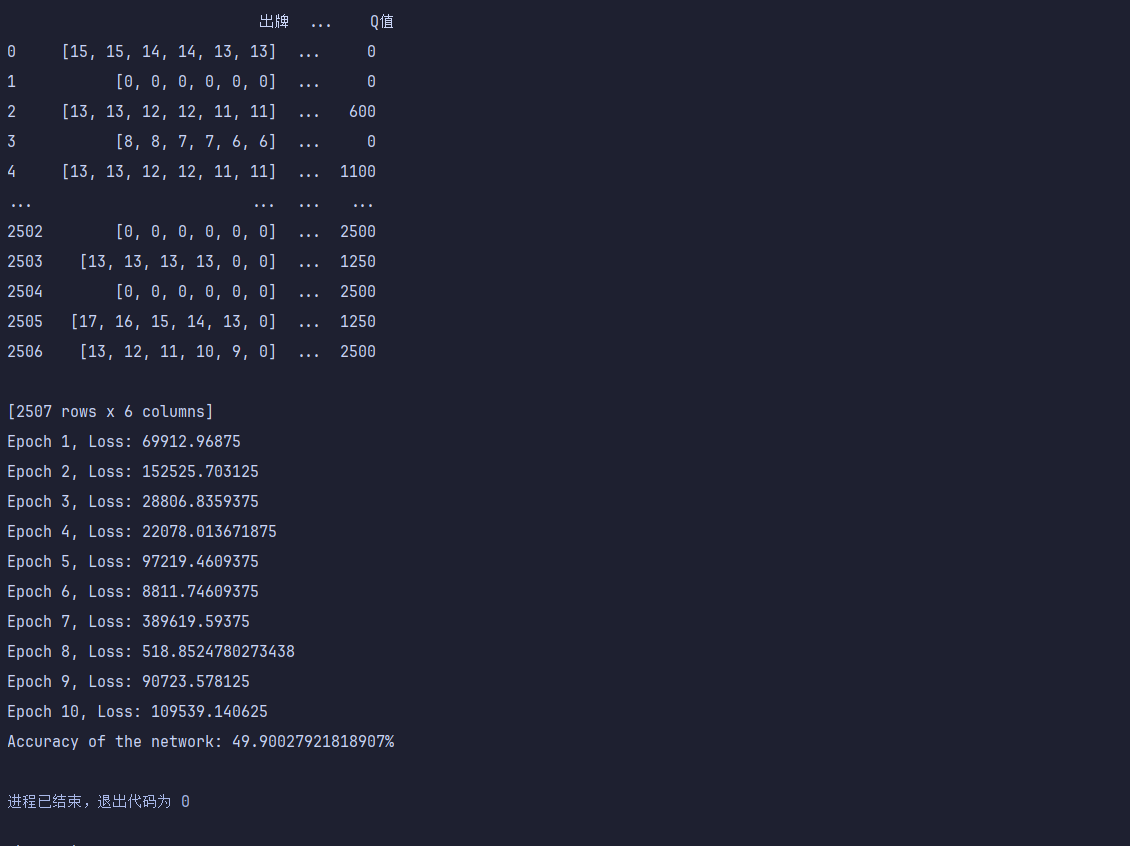 出牌 ... Q值
0 [15, 15, 14, 14, 13, 13] ... 0
1 [0, 0, 0, 0, 0, 0] ... 0
2 [13, 13, 12, 12, 11, 11] ... 600
3 [8, 8, 7, 7, 6, 6] ... 0
4 [13, 13, 12, 12, 11, 11] ... 1100
... ... ... ...
2502 [0, 0, 0, 0, 0, 0] ... 2500
2503 [13, 13, 13, 13, 0, 0] ... 1250
2504 [0, 0, 0, 0, 0, 0] ... 2500
2505 [17, 16, 15, 14, 13, 0] ... 1250
2506 [13, 12, 11, 10, 9, 0] ... 2500
[2507 rows x 6 columns]
Epoch 1, Loss: 69912.96875
Epoch 2, Loss: 152525.703125
Epoch 3, Loss: 28806.8359375
Epoch 4, Loss: 22078.013671875
Epoch 5, Loss: 97219.4609375
Epoch 6, Loss: 8811.74609375
Epoch 7, Loss: 389619.59375
Epoch 8, Loss: 518.8524780273438
Epoch 9, Loss: 90723.578125
Epoch 10, Loss: 109539.140625
Accuracy of the network: 49.90027921818907%
进程已结束，退出代码为 0